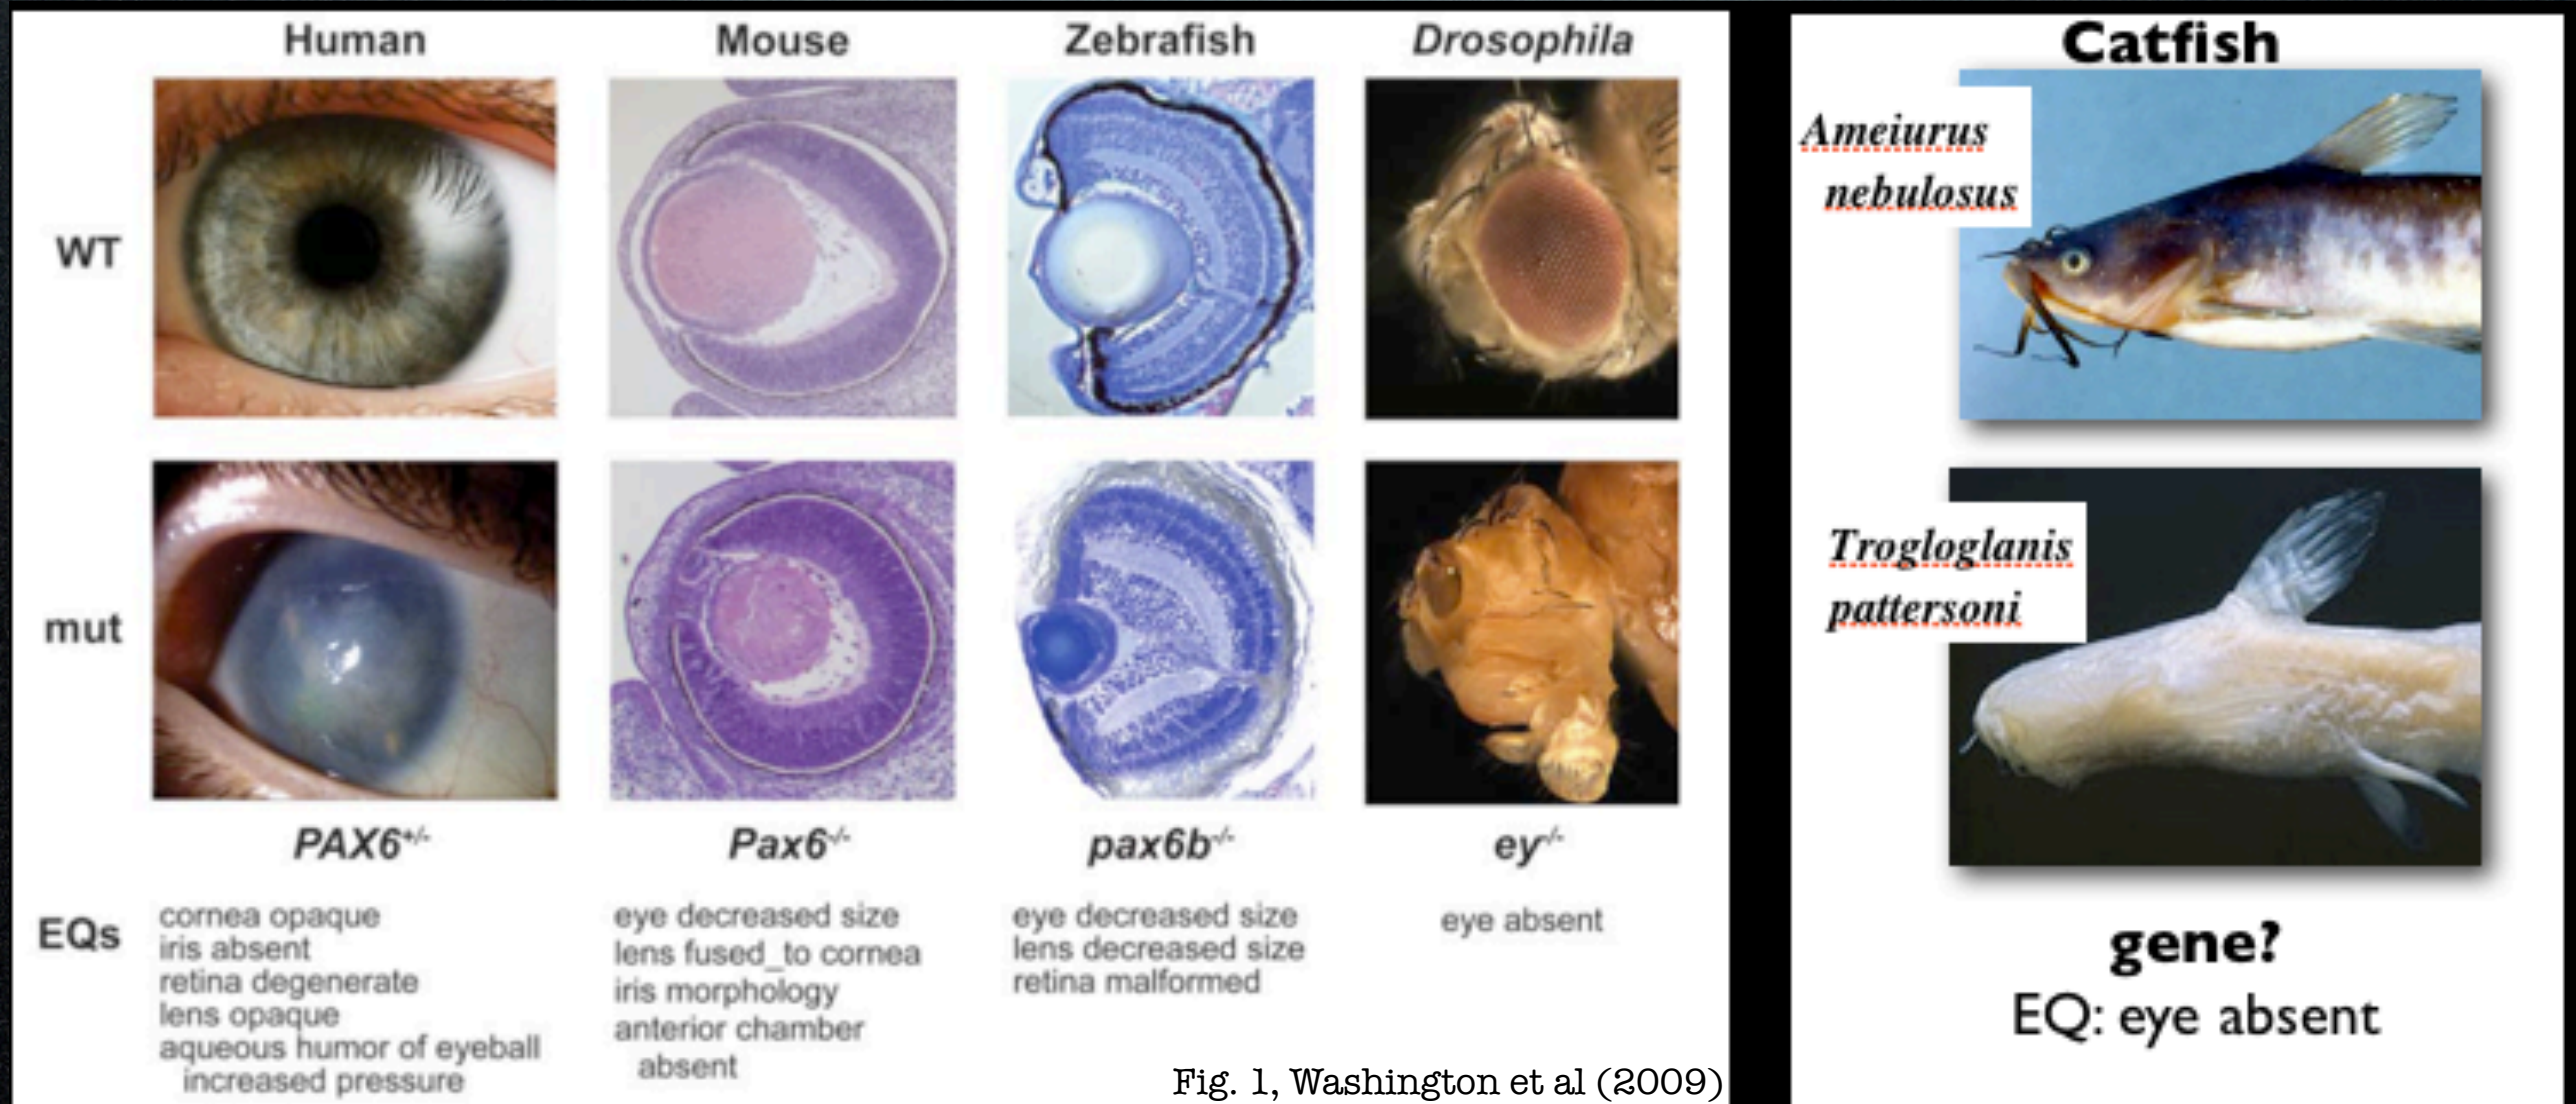 Human
Mouse
Zebrafish
Drosophila
WT
mut
PAX6+/-
Pax6-/-
pax6b-/-
ey-/-
EQs
cornea opaque
iris absent
retina degenerate
lens opaque
aqueous humor of eyeball
increased pressure
eye decreased size
lens fused_to cornea
iris morphology
anterior chamber
absent
eye decreased size
lens decreased size
retina malformed
eye absent
Fig. 1, Washington et al (2009)
Catfish
Ameiurus
nebulosus
Trogloglanis
pattersoni
gene?
EQ: eye absent